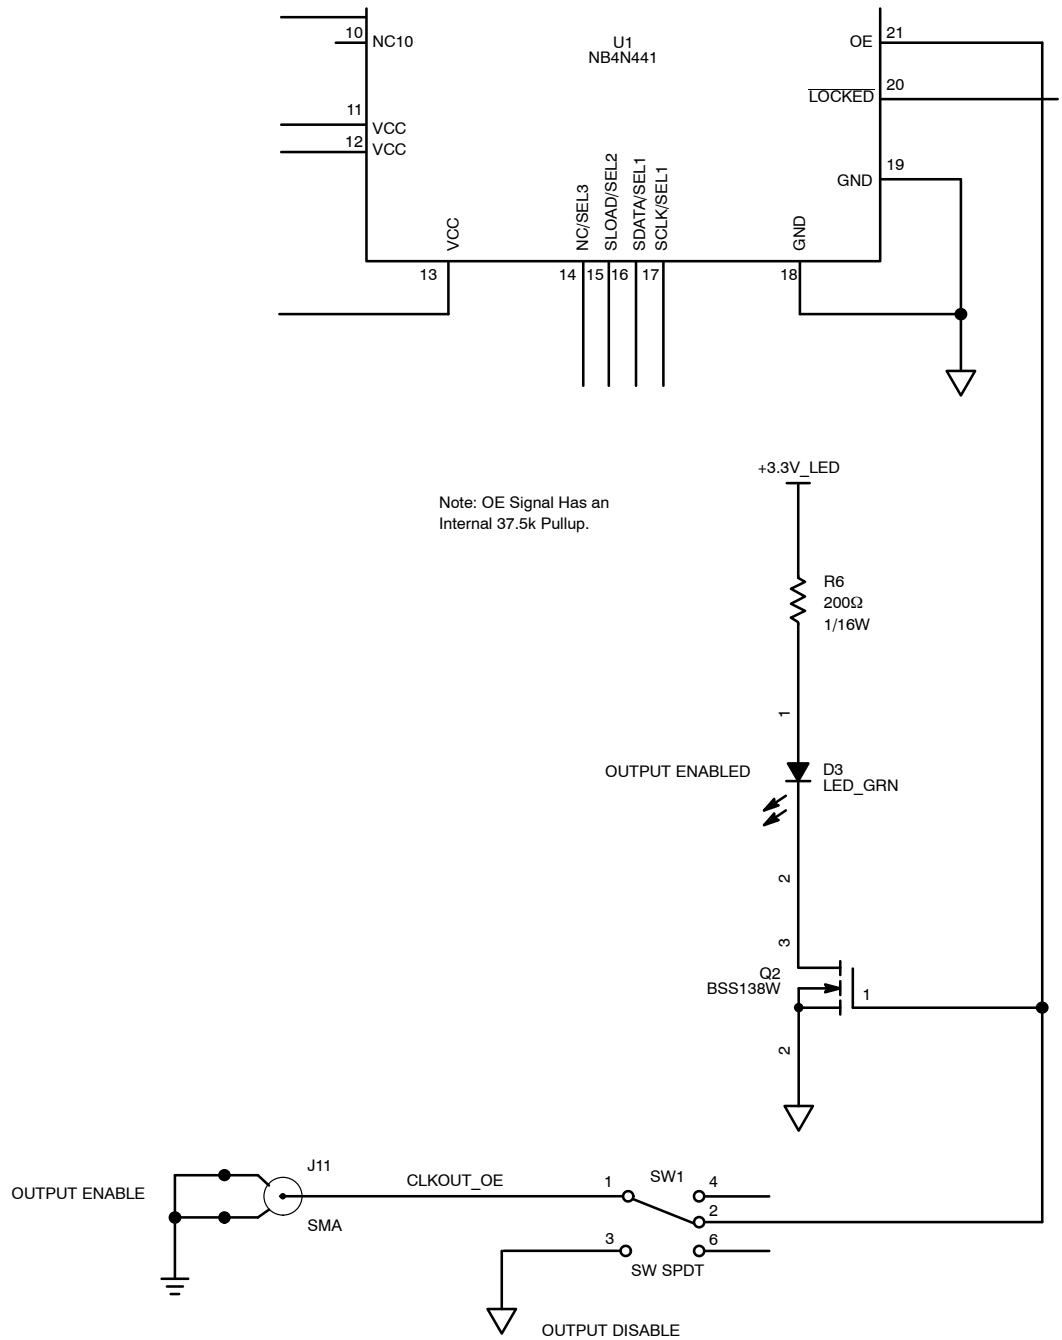 10
NC10
U1
NB4N441
OE
21
LOCKED
20
11
VCC
12
VCC
GND
19
VCC
NC/SEL3
SLOAD/SEL2
SDATA/SEL1
SCLK/SEL1
GND
13
14
15
16
17
18
+3.3V_LED
Note: OE Signal Has an
Internal 37.5k Pullup.
R6
200Ω
1/16W
1
OUTPUT ENABLED
D3
LED_GRN
2
3
Q2
BSS138W
1
2
J11
CLKOUT_OE
1
SW1
4
OUTPUT ENABLE
2
SMA
3
6
SW SPDT
OUTPUT DISABLE